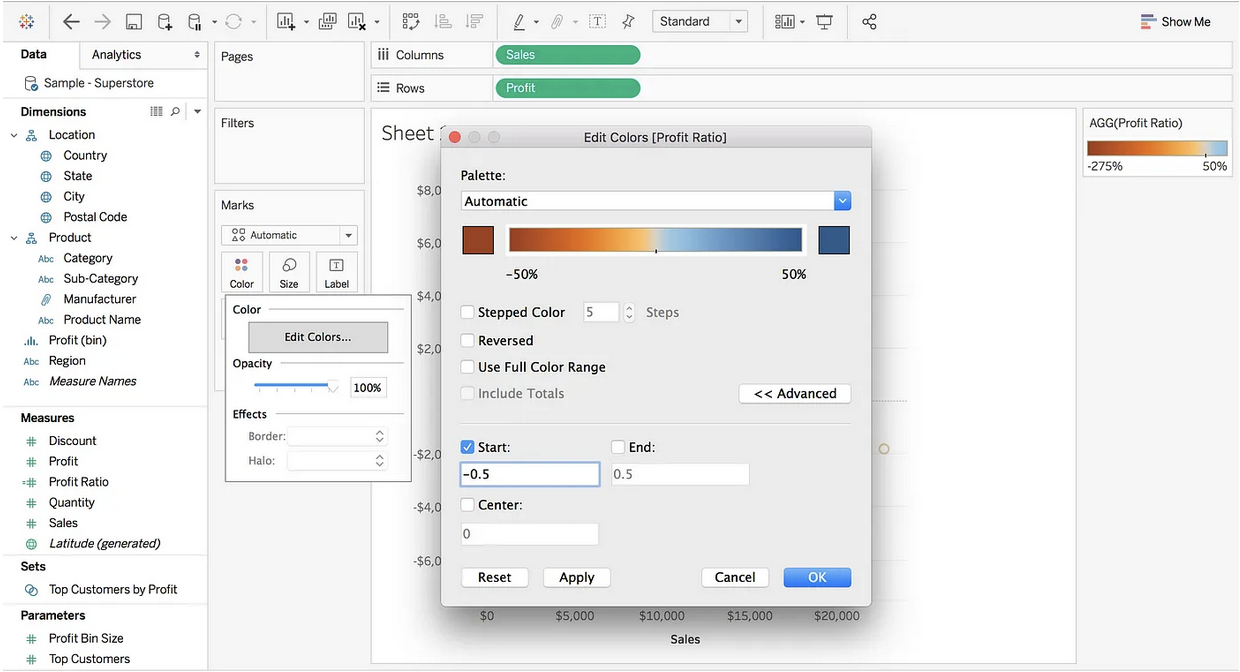 Standard
Show Me
Data
Analytics
Sample - Superstore
Dimensions
Location
Country
State
City
Postal Code
Product
Abc Category
Abc Sub-Category
Manufacturer
Abc Product Name
Profit (bin)
Abc Region
Abc Measure Names
Measures
Discount
Profit
Profit Ratio
Quantity
Sales
Latitude (generated)
Sets
Top Customers by Profit
Parameters
Profit Bin Size
Top Customers
Pages
Filters
Marks
Automatic
Color
Size
Label
Color
Edit Colors...
Opacity
100%
Effects
Border:
Halo:
Columns
Sales
Rows
Profit
Sheet
$8,0
$6,0
$4,0
$2,0
-$2,0
-$4,0
-$6,0
$0
$5,000
$10,000
$15,000
$20,000
Sales
Edit Colors [Profit Ratio]
Palette:
Automatic
-50%
50%
Stepped Color
5
Steps
Reversed
Use Full Color Range
Include Totals
<< Advanced
Start:
End:
-0.5
0.5
Center:
0
Reset
Apply
Cancel
OK
AGG(Profit Ratio)
-275%
50%